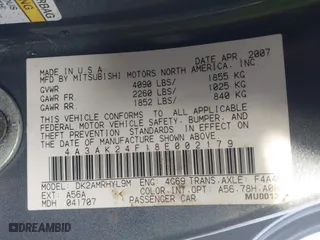 MADE IN U.S.A. DATE APR 2007
MFD BY MITSUBISHI MOTORS NORTH AMERICA, INC
GVWR 4090 LBS/ 1855 KG
GAWR FR 2260 LBS/ 1025 KG
GAWR RR. 1852 LBS/ 840 KG
THIS VEHICLE CONFORMS TO ALL APPLICABLE
FEDERAL MOTOR VEHICLE SAFETY, BUMPER, AND
THEFT PREVENTION STANDARDS IN EFFECT ON
THE DATE OF MANUFACTURE SHOWN ABOVE.
4A3AK24F18E002179
MODEL: DK2AMRHYL9M ENG: 4G69 TRANS.AXLE: F4A4
EXT: A56A COLOR.INT.OPT: A56.78H.A0
MDH 041707 PASSENGER CAR